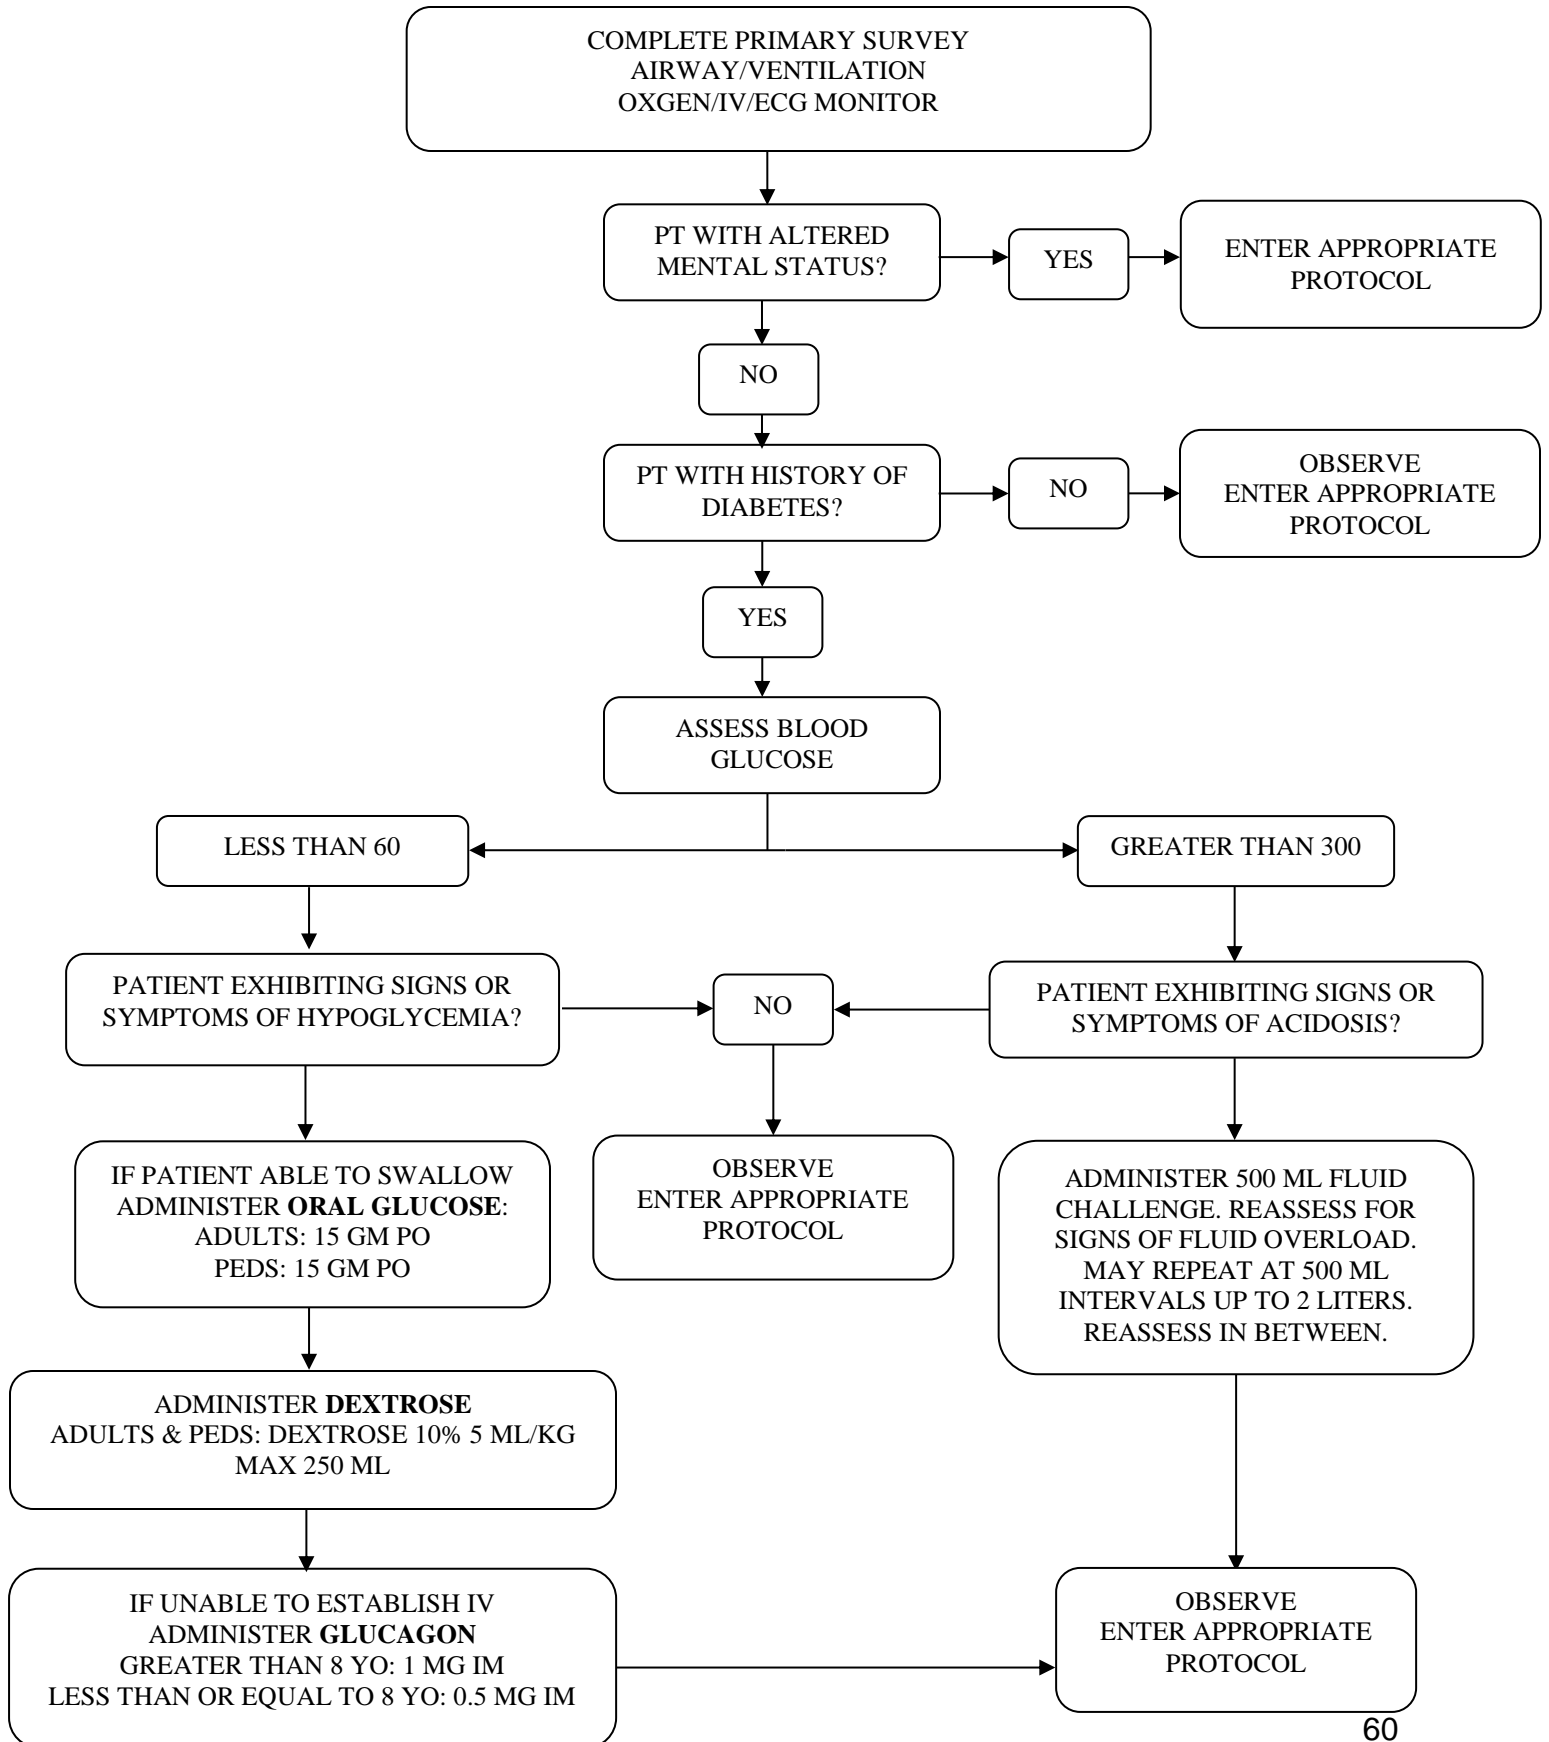 COMPLETE PRIMARY SURVEY
AIRWAY/VENTILATION
OXGEN/IV/ECG MONITOR
PT WITH ALTERED
MENTAL STATUS?
YES
ENTER APPROPRIATE
PROTOCOL
NO
PT WITH HISTORY OF
DIABETES?
NO
OBSERVE
ENTER APPROPRIATE
PROTOCOL
YES
ASSESS BLOOD
GLUCOSE
LESS THAN 60
GREATER THAN 300
PATIENT EXHIBITING SIGNS OR
SYMPTOMS OF HYPOGLYCEMIA?
NO
PATIENT EXHIBITING SIGNS OR
SYMPTOMS OF ACIDOSIS?
IF PATIENT ABLE TO SWALLOW
ADMINISTER ORAL GLUCOSE:
ADULTS: 15 GM PO
PEDS: 15 GM PO
OBSERVE
ENTER APPROPRIATE
PROTOCOL
ADMINISTER 500 ML FLUID
CHALLENGE. REASSESS FOR
SIGNS OF FLUID OVERLOAD.
MAY REPEAT AT 500 ML
INTERVALS UP TO 2 LITERS.
REASSESS IN BETWEEN.
ADMINISTER DEXTROSE
ADULTS & PEDS: DEXTROSE 10% 5 ML/KG
MAX 250 ML
IF UNABLE TO ESTABLISH IV
ADMINISTER GLUCAGON
GREATER THAN 8 YO: 1 MG IM
LESS THAN OR EQUAL TO 8 YO: 0.5 MG IM
OBSERVE
ENTER APPROPRIATE
PROTOCOL
60